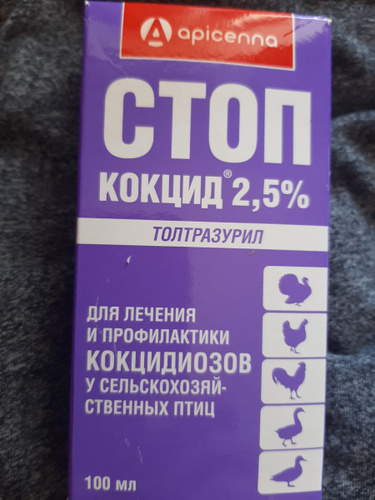 apicenna
СТОП
КОКЦИД® 2,5%
ТОЛТРАЗУРИЛ
ДЛЯ ЛЕЧЕНИЯ
И ПРОФИЛАКТИКИ
КОКЦИДИОЗОВ
У СЕЛЬСКОХОЗЯЙ-
СТВЕННЫХ ПТИЦ
100 мл